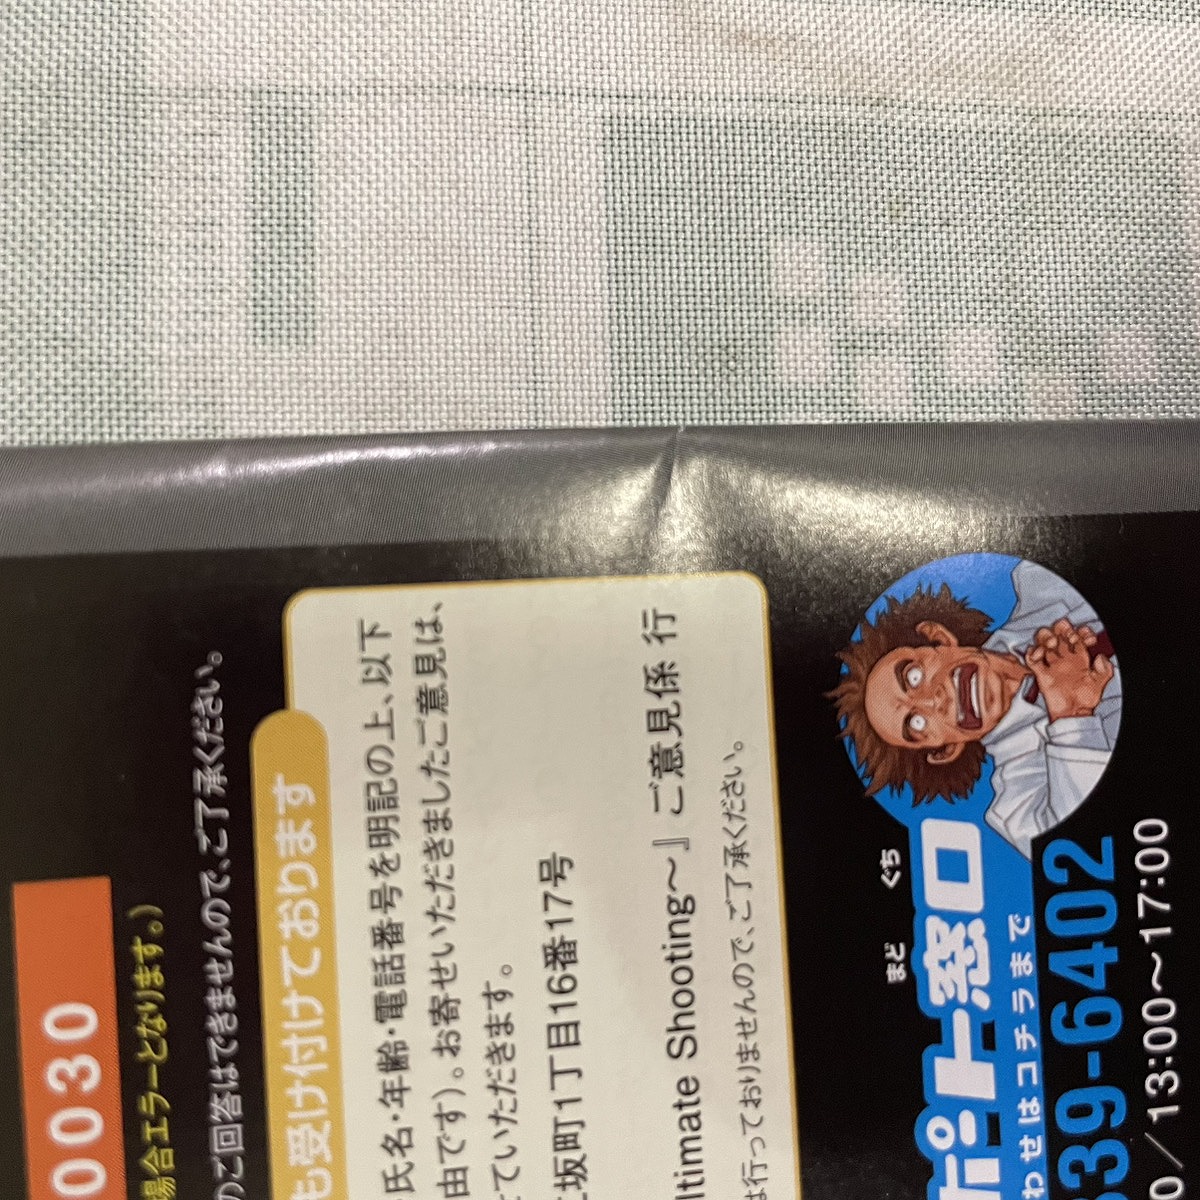 0030
場合エラーとなります。)
のご回答はできませんので、ご了承ください。
も受け付けております
氏名・年齢・電話番号を明記の上、以下
由です)。お寄せいただきましたご意見は、
ていただきます。
坂町1丁目16番17号
ltimate Shooting〜』 ご意見係 行
は行っておりませんので、ご了承ください。
まど ぐち
ポート窓口
わせはコチラまで
39-6402
0/13:00〜17:00